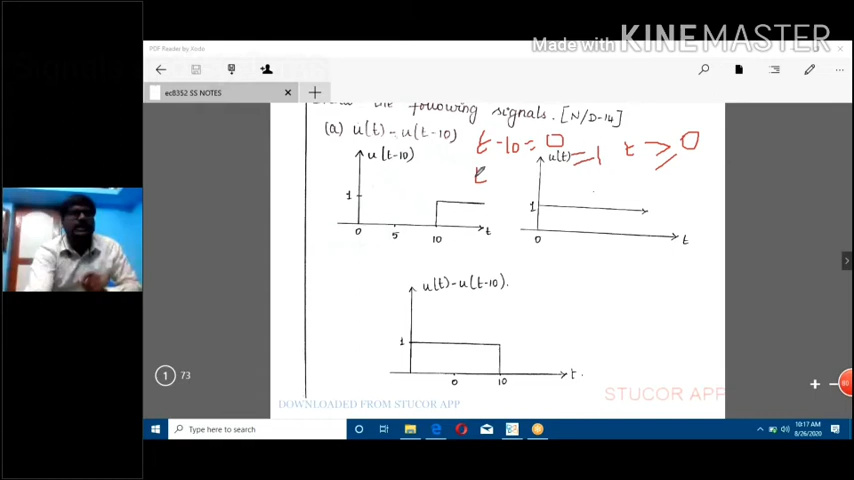 Made with KINEMASTER
PDF Reader by Xodo
ec8352 SS NOTES
the following signals. [N/D-14]
(a) u(t) - u(t-10)
t - 10 = 0
u(t) = 1 t ≥ 0
t
u(t-10)
1
0 5 10 t
1
0 t
u(t)-u(t-10).
1
0 10 t.
1 73
STUCOR APP
DOWNLOADED FROM STUCOR APP
Type here to search
10:17 AM
8/26/2020
80